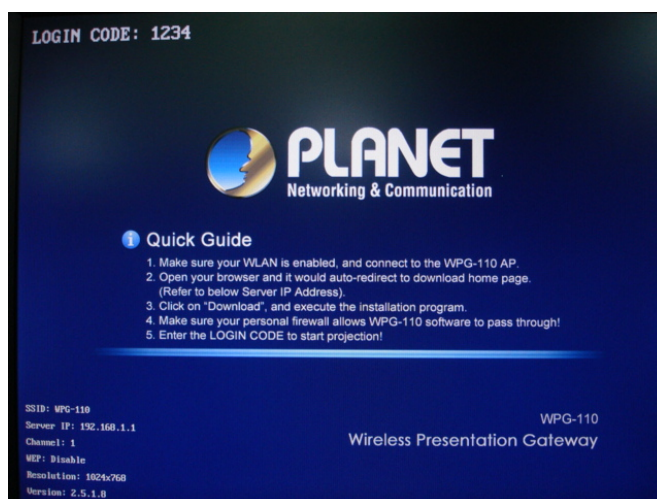 LOGIN CODE: 1234
PLANET
Networking & Communication
Quick Guide
1. Make sure your WLAN is enabled, and connect to the WPG-110 AP.
2. Open your browser and it would auto-redirect to download home page.
(Refer to below Server IP Address).
3. Click on "Download", and execute the installation program.
4. Make sure your personal firewall allows WPG-110 software to pass through!
5. Enter the LOGIN CODE to start projection!
SSID: WPG-110
Server IP: 192.168.1.1
Channel: 1
WEP: Disable
Resolution: 1024x768
Version: 2.5.1.8
WPG-110
Wireless Presentation Gateway